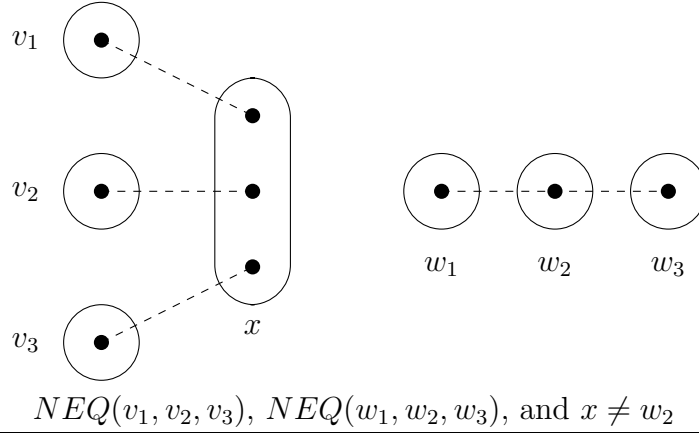 v₁
v₂
v₃
x
w₁ w₂ w₃
NEQ(v₁, v₂, v₃), NEQ(w₁, w₂, w₃), and x ≠ w₂